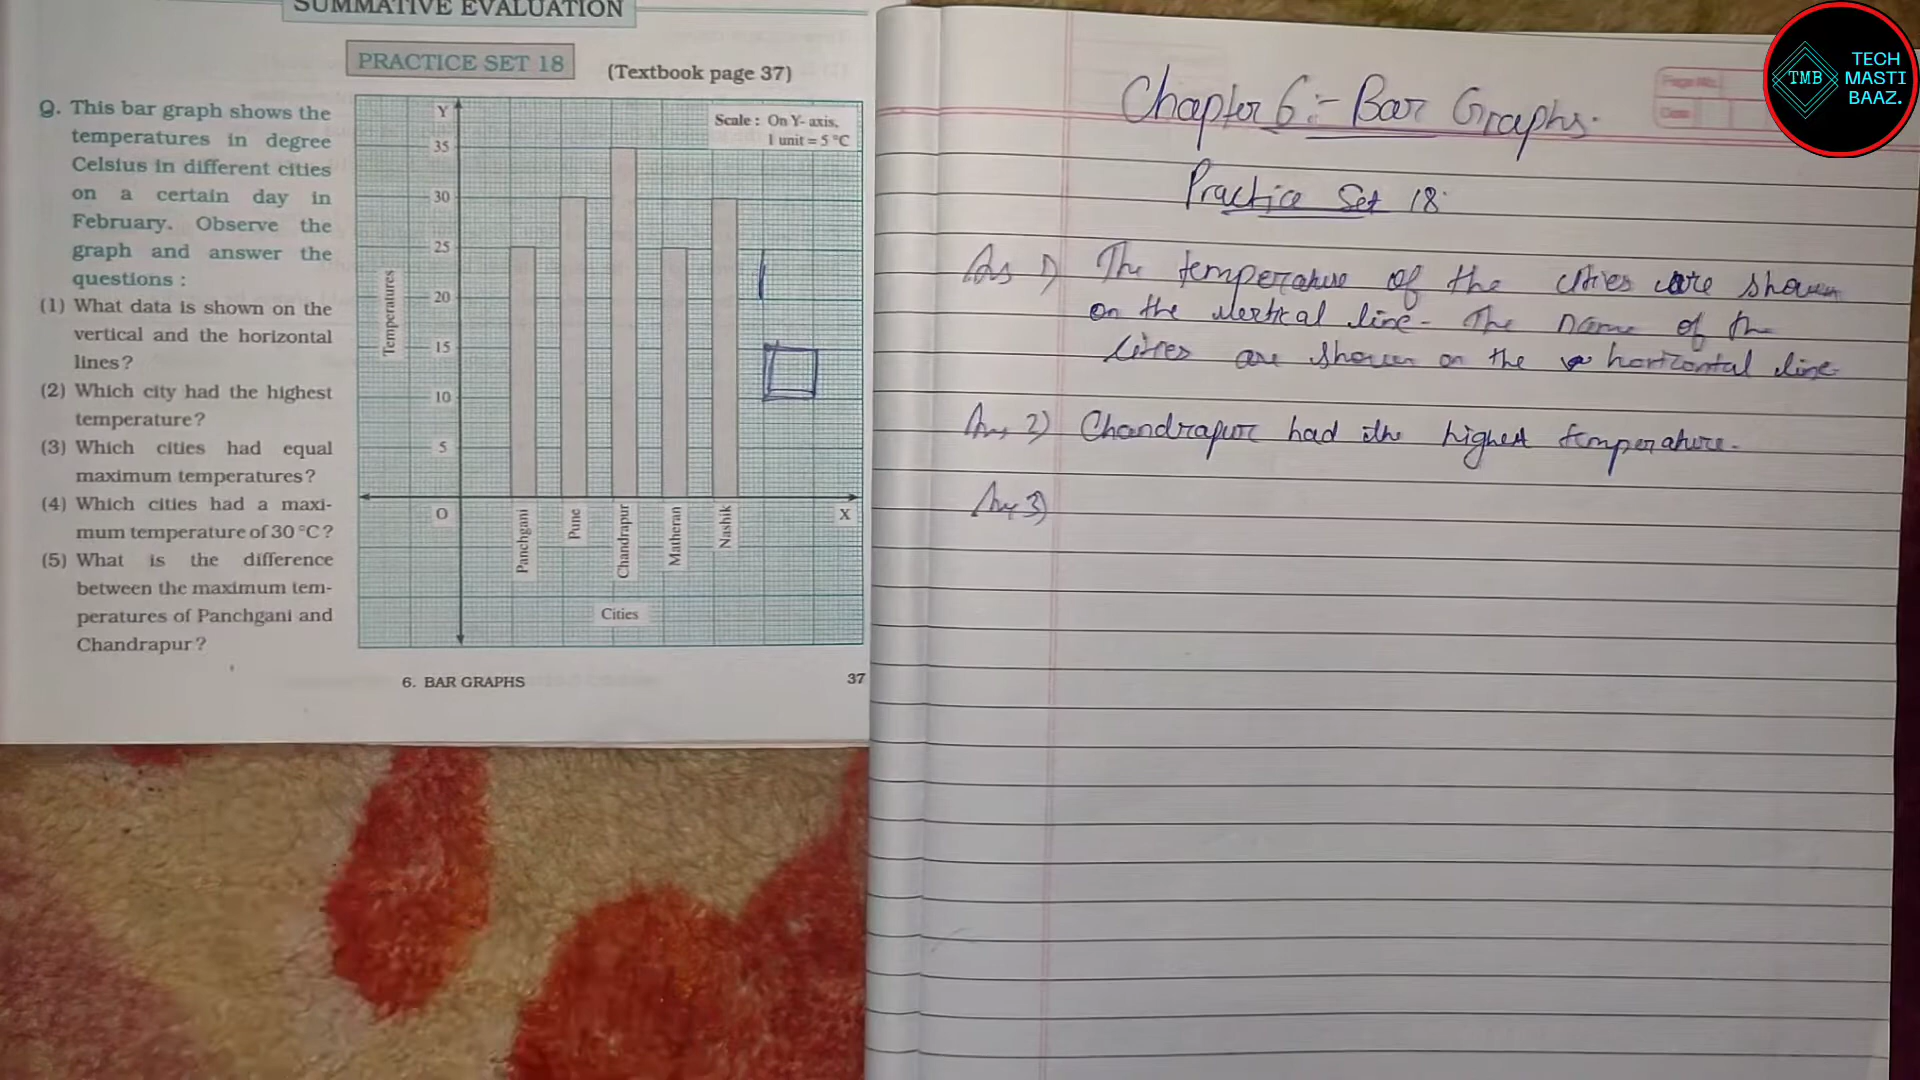 SUMMATIVE EVALUATION
PRACTICE SET 18
(Textbook page 37)
Q. This bar graph shows the
temperatures in degree
Celsius in different cities
on a certain day in
February. Observe the
graph and answer the
questions :
(1) What data is shown on the
vertical and the horizontal
lines?
(2) Which city had the highest
temperature?
(3) Which cities had equal
maximum temperatures?
(4) Which cities had a maxi-
mum temperature of 30 °C?
(5) What is the difference
between the maximum tem-
peratures of Panchgani and
Chandrapur?
Y
Scale : On Y- axis,
1 unit = 5 °C
35
30
25
20
15
10
5
O
X
Temperatures
Panchgani
Pune
Chandrapur
Matheran
Nashik
Cities
6. BAR GRAPHS
37
Chapter 6:- Bar Graphs.
Practice Set 18.
Ans 1) The temperature of the cities are shown
on the vertical line. The name of the
cities are shown on the horizontal line.
Ans 2) Chandrapur had the highest temperature.
Ans 3)
Page No.
Date
TMB
TECH
MASTI
BAAZ.